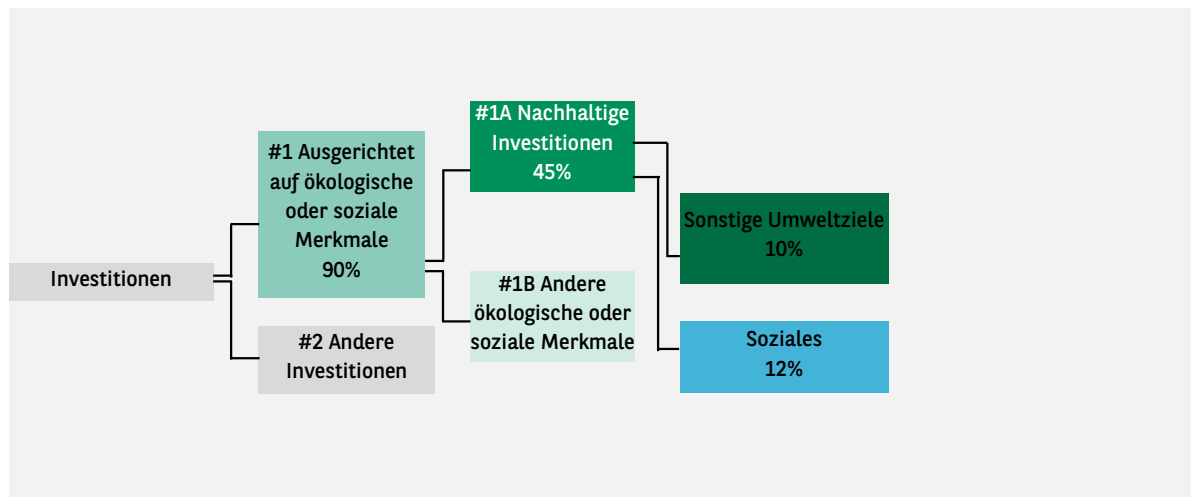 #1A Nachhaltige
Investitionen
45%
#1 Ausgerichtet
auf ökologische
oder soziale
Merkmale
90%
Sonstige Umweltziele
10%
Investitionen
#1B Andere
ökologische oder
soziale Merkmale
#2 Andere
Investitionen
Soziales
12%